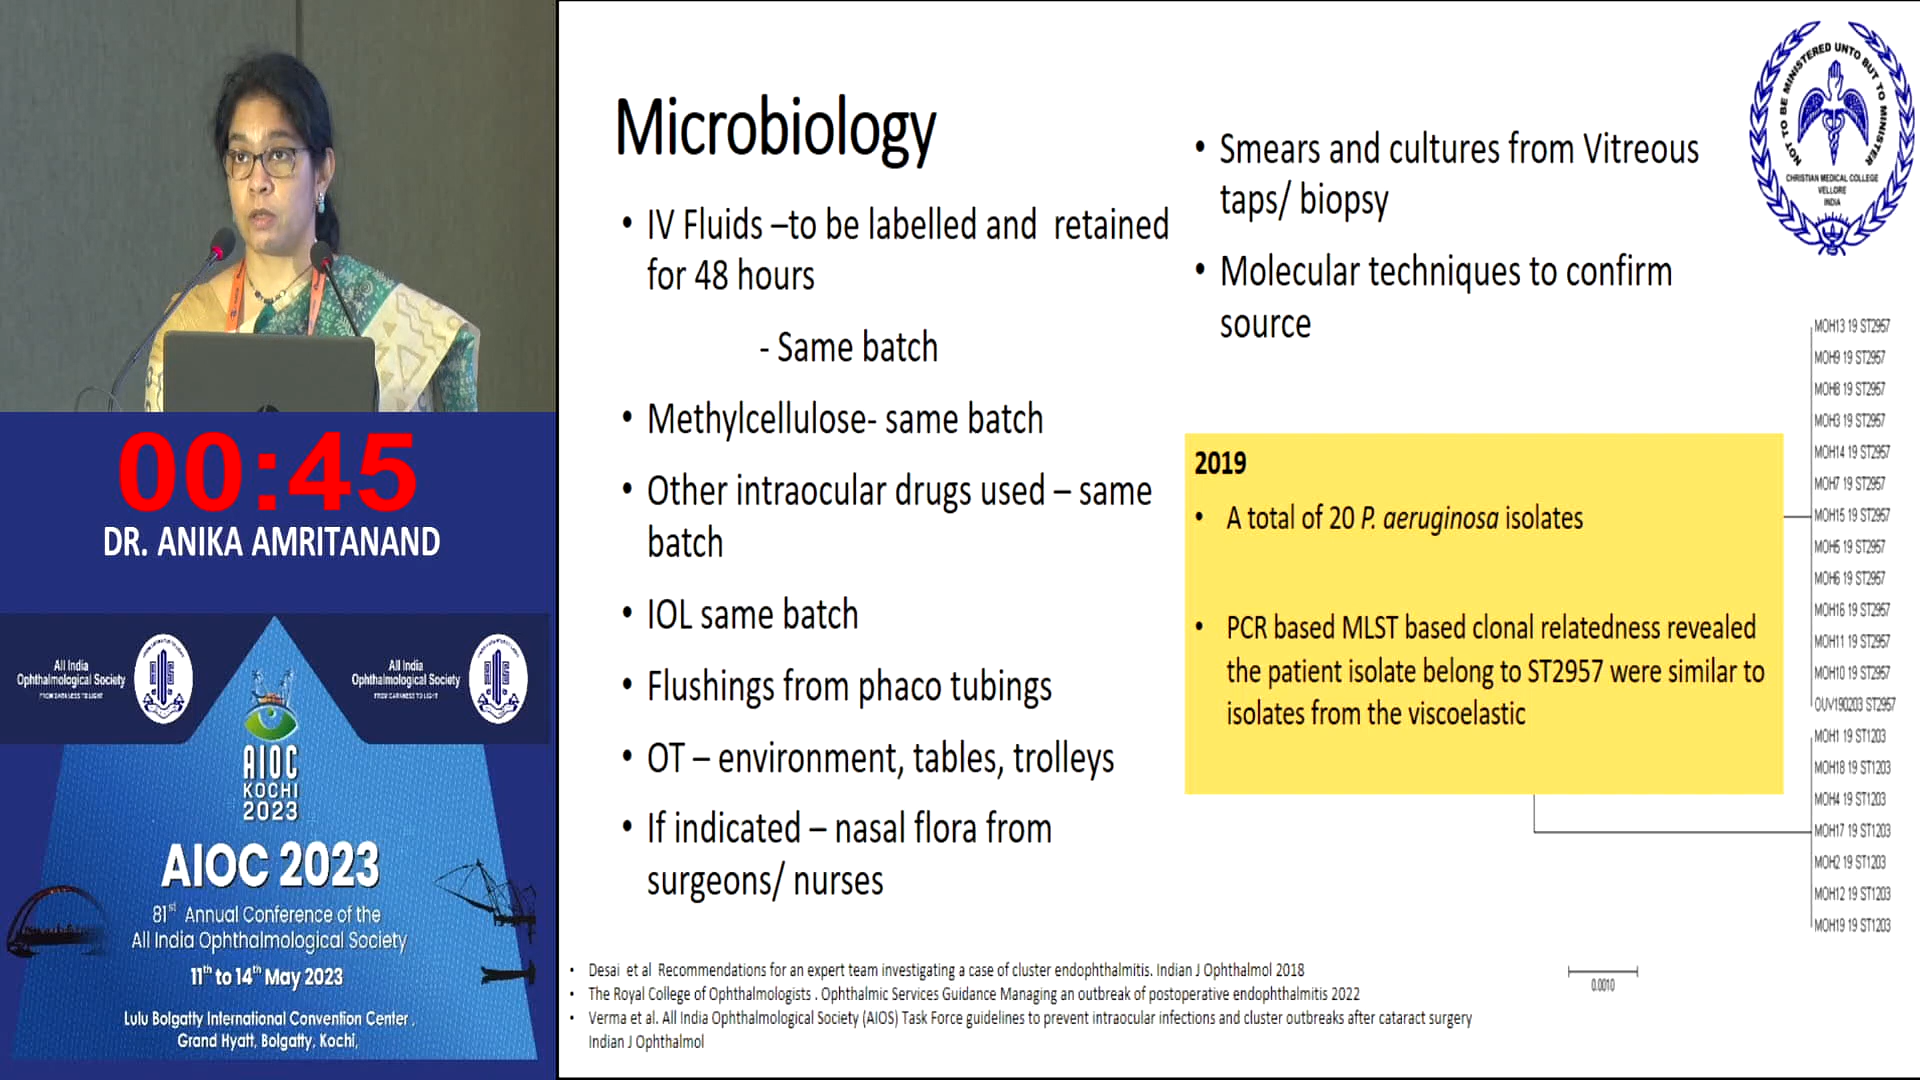 00:45
DR. ANIKA AMRITANAND
All India
Ophthalmological Society
FROM DARKNESS TO LIGHT
All India
Ophthalmological Society
FROM DARKNESS TO LIGHT
AIOC
KOCHI
2023
AIOC 2023
81st Annual Conference of the
All India Ophthalmological Society
11th to 14th May 2023
Lulu Bolgatty International Convention Center,
Grand Hyatt, Bolgatty, Kochi,
Microbiology
• IV Fluids –to be labelled and retained
for 48 hours
- Same batch
• Methylcellulose- same batch
• Other intraocular drugs used – same
batch
• IOL same batch
• Flushings from phaco tubings
• OT – environment, tables, trolleys
• If indicated – nasal flora from
surgeons/ nurses
• Smears and cultures from Vitreous
taps/ biopsy
• Molecular techniques to confirm
source
NOT TO BE MINISTERED UNTO BUT TO MINISTER
CHRISTIAN MEDICAL COLLEGE
VELLORE
INDIA
2019
• A total of 20 P. aeruginosa isolates
• PCR based MLST based clonal relatedness revealed
the patient isolate belong to ST2957 were similar to
isolates from the viscoelastic
MOH13 19 ST2957
MOH9 19 ST2957
MOH8 19 ST2957
MOH3 19 ST2957
MOH14 19 ST2957
MOH7 19 ST2957
MOH15 19 ST2957
MOH5 19 ST2957
MOH6 19 ST2957
MOH16 19 ST2957
MOH11 19 ST2957
MOH10 19 ST2957
OUV190203 ST2957
MOH1 19 ST1203
MOH18 19 ST1203
MOH4 19 ST1203
MOH17 19 ST1203
MOH2 19 ST1203
MOH12 19 ST1203
MOH19 19 ST1203
0.0010
• Desai et al Recommendations for an expert team investigating a case of cluster endophthalmitis. Indian J Ophthalmol 2018
• The Royal College of Ophthalmologists . Ophthalmic Services Guidance Managing an outbreak of postoperative endophthalmitis 2022
• Verma et al. All India Ophthalmological Society (AIOS) Task Force guidelines to prevent intraocular infections and cluster outbreaks after cataract surgery
Indian J Ophthalmol